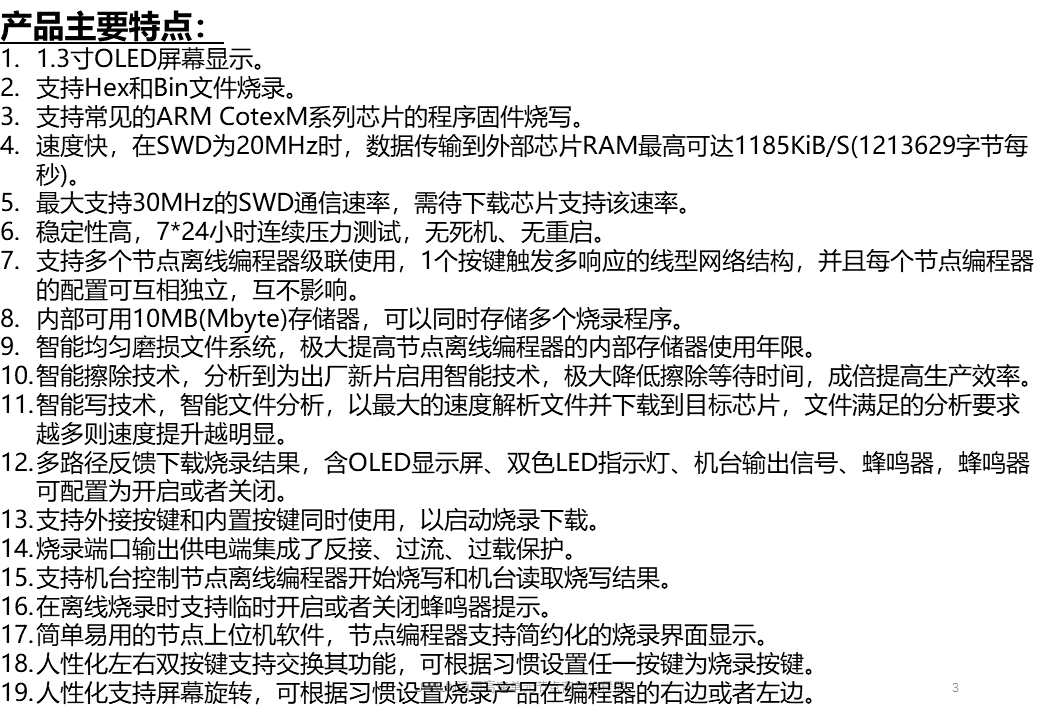 产品主要特点：
1. 1.3寸OLED屏幕显示。
2. 支持Hex和Bin文件烧录。
3. 支持常见的ARM CotexM系列芯片的程序固件烧写。
4. 速度快，在SWD为20MHz时，数据传输到外部芯片RAM最高可达1185KiB/S(1213629字节每
秒)。
5. 最大支持30MHz的SWD通信速率，需待下载芯片支持该速率。
6. 稳定性高，7*24小时连续压力测试，无死机、无重启。
7. 支持多个节点离线编程器级联使用，1个按键触发多响应的线型网络结构，并且每个节点编程器
的配置可互相独立，互不影响。
8. 内部可用10MB(Mbyte)存储器，可以同时存储多个烧录程序。
9. 智能均匀磨损文件系统，极大提高节点离线编程器的内部存储器使用年限。
10.智能擦除技术，分析到为出厂新片启用智能技术，极大降低擦除等待时间，成倍提高生产效率。
11.智能写技术，智能文件分析，以最大的速度解析文件并下载到目标芯片，文件满足的分析要求
越多则速度提升越明显。
12.多路径反馈下载烧录结果，含OLED显示屏、双色LED指示灯、机台输出信号、蜂鸣器，蜂鸣器
可配置为开启或者关闭。
13.支持外接按键和内置按键同时使用，以启动烧录下载。
14.烧录端口输出供电端集成了反接、过流、过载保护。
15.支持机台控制节点离线编程器开始烧写和机台读取烧写结果。
16.在离线烧录时支持临时开启或者关闭蜂鸣器提示。
17.简单易用的节点上位机软件，节点编程器支持简约化的烧录界面显示。
18.人性化左右双按键支持交换其功能，可根据习惯设置任一按键为烧录按键。
19.人性化支持屏幕旋转，可根据习惯设置烧录产品在编程器的右边或者左边。
3